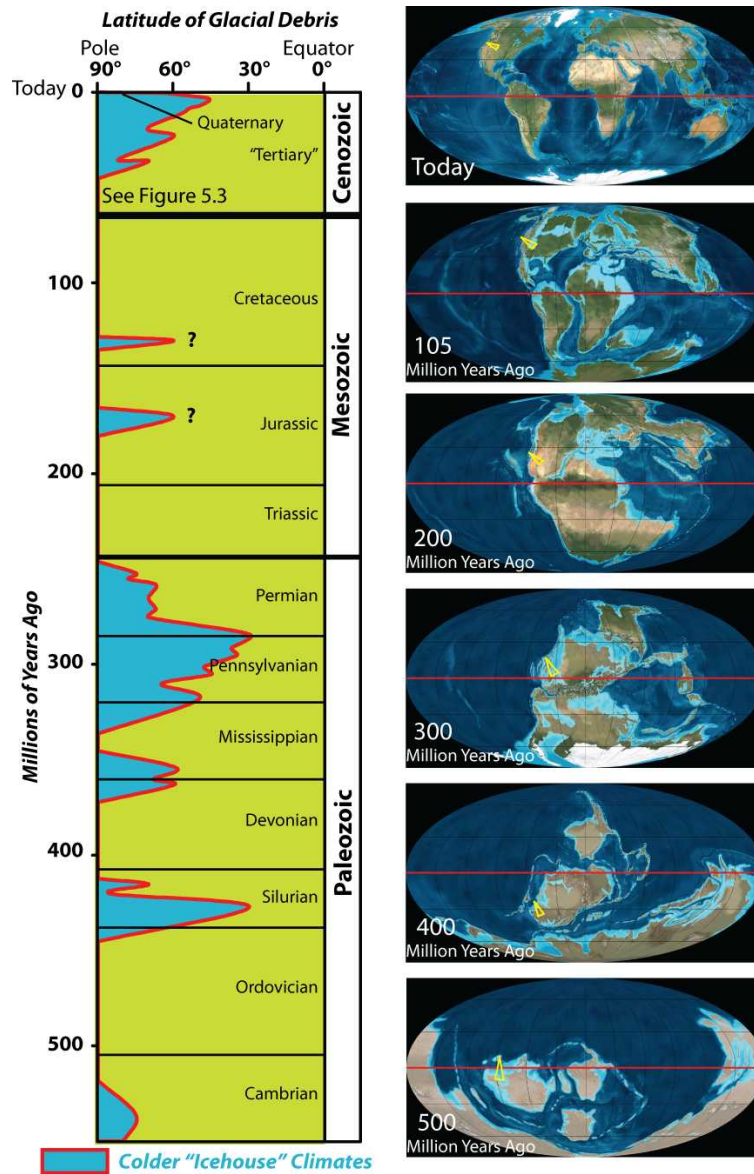 Latitude of Glacial Debris
Pole Equator
90° 60° 30° 0°
Today 0
Quaternary
"Tertiary"
See Figure 5.3
Cenozoic
100
Cretaceous
?
?
Jurassic
200
Triassic
Mesozoic
Permian
300
Pennsylvanian
Mississippian
Devonian
400
Silurian
Ordovician
500
Cambrian
Paleozoic
Millions of Years Ago
Colder "Icehouse" Climates
Today
105
Million Years Ago
200
Million Years Ago
300
Million Years Ago
400
Million Years Ago
500
Million Years Ago